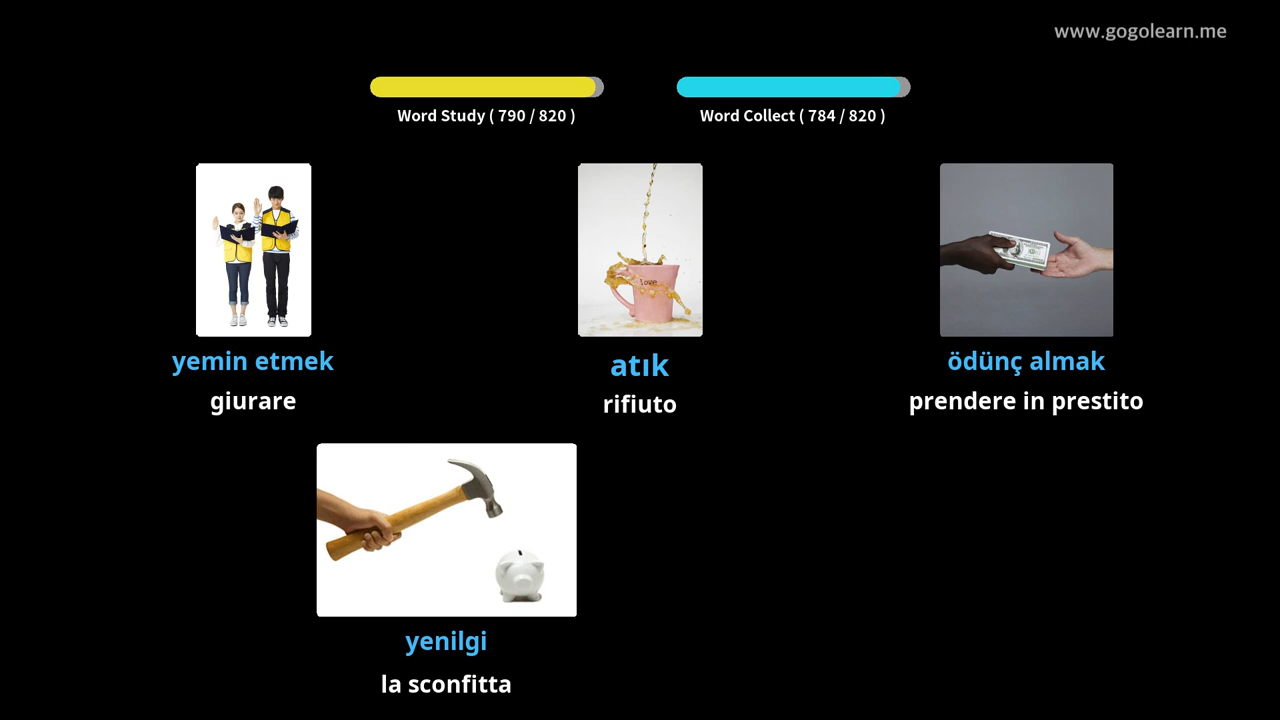 www.gogolearn.me
Word Study ( 790 / 820 )
Word Collect ( 784 / 820 )
love
yemin etmek
giurare
atık
rifiuto
ödünç almak
prendere in prestito
yenilgi
la sconfitta